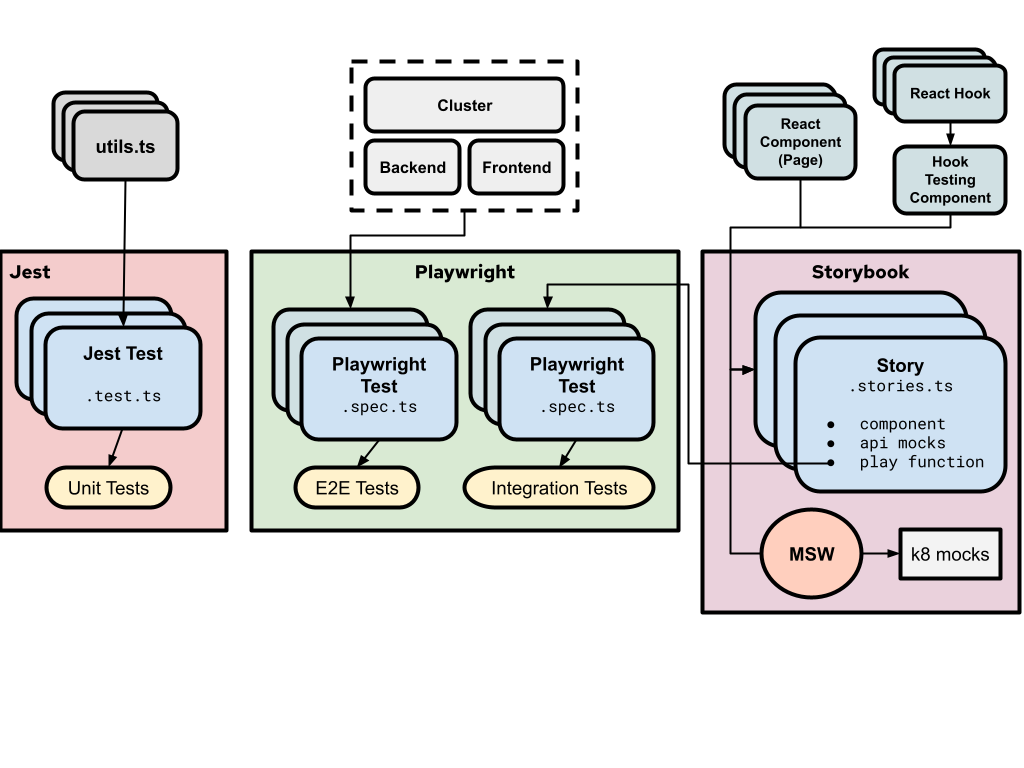 utils.ts
Cluster
Backend
Frontend
React
Component
(Page)
React Hook
Hook
Testing
Component
Jest
Jest Test
.test.ts
Unit Tests
Playwright
Playwright
Test
.spec.ts
E2E Tests
Playwright
Test
.spec.ts
Integration Tests
Storybook
Story
.stories.ts
● component
● api mocks
● play function
MSW
k8 mocks